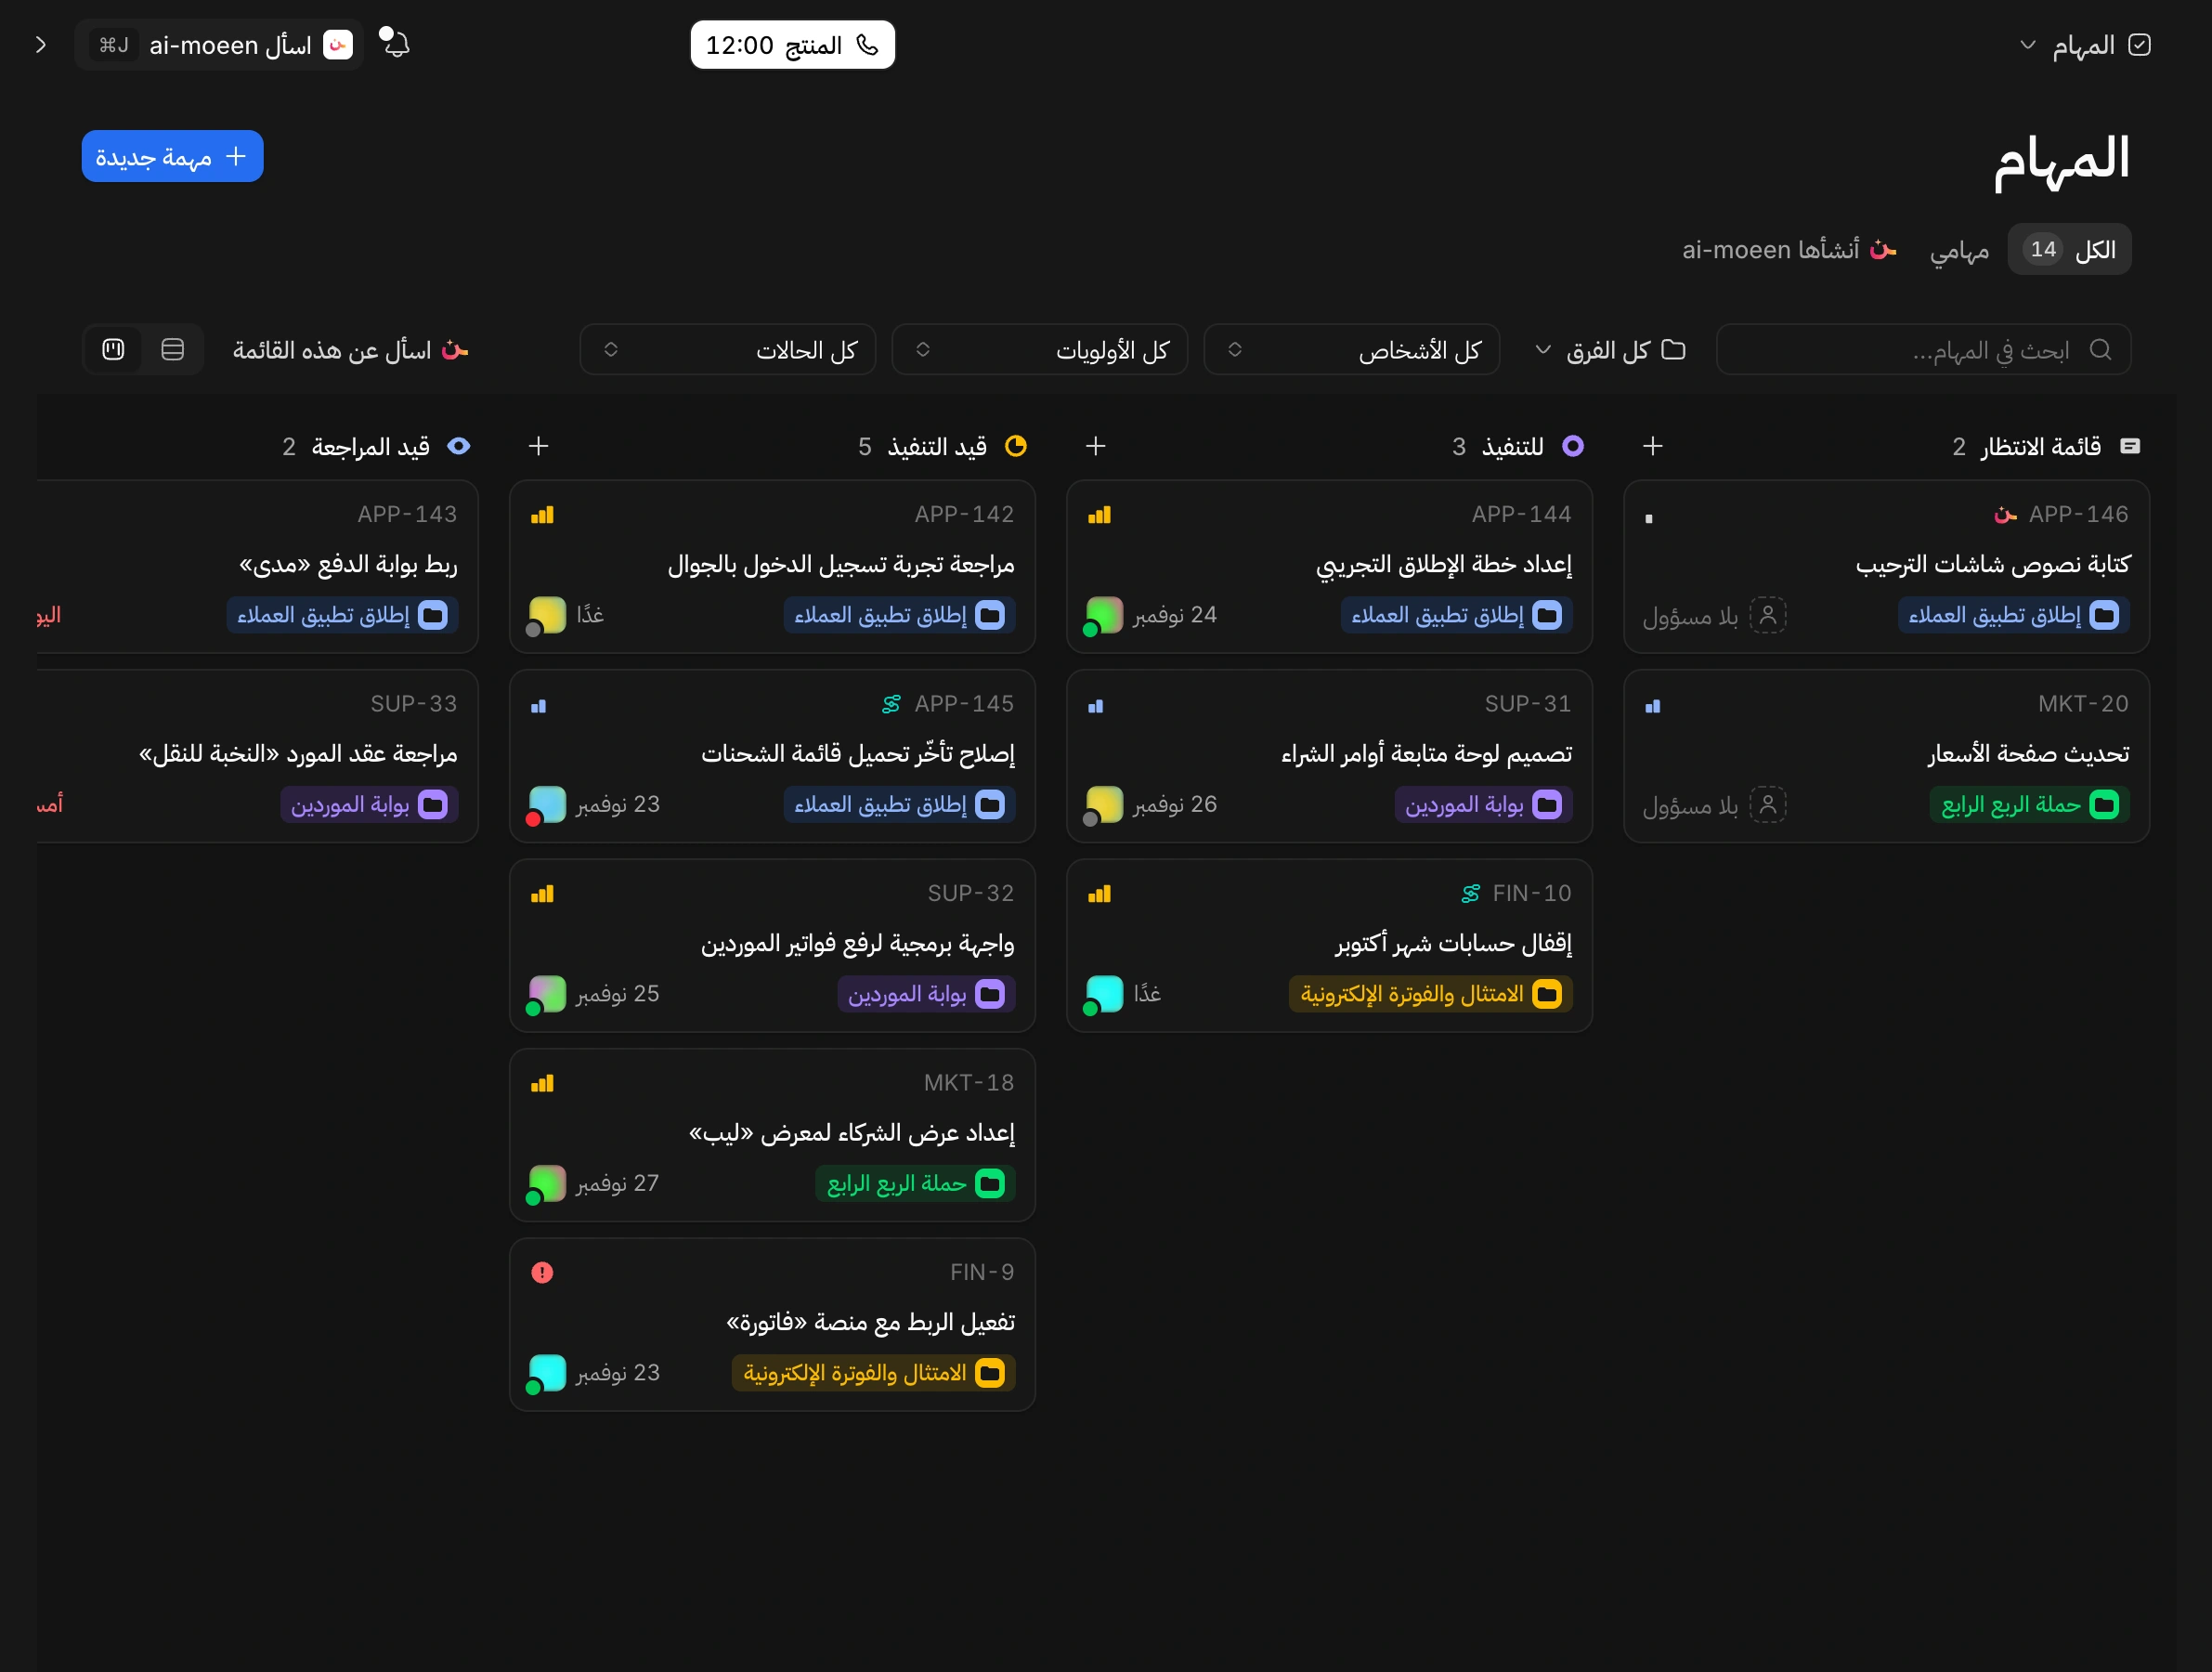 المهام
المنتج 12:00
اسأل ai-moeen ⌘J
المهام
مهمة جديدة
الكل 14
مهامي
أنشأها ai-moeen
ابحث في المهام...
كل الفرق
كل الأشخاص
كل الأولويات
كل الحالات
اسأل عن هذه القائمة
قائمة الانتظار 2
APP-146
كتابة نصوص شاشات الترحيب
إطلاق تطبيق العملاء
بلا مسؤول
MKT-20
تحديث صفحة الأسعار
حملة الربع الرابع
بلا مسؤول
للتنفيذ 3
APP-144
إعداد خطة الإطلاق التجريبي
إطلاق تطبيق العملاء
24 نوفمبر
SUP-31
تصميم لوحة متابعة أوامر الشراء
بوابة الموردين
26 نوفمبر
FIN-10
إقفال حسابات شهر أكتوبر
الامتثال والفوترة الإلكترونية
غدًا
قيد التنفيذ 5
APP-142
مراجعة تجربة تسجيل الدخول بالجوال
إطلاق تطبيق العملاء
غدًا
APP-145
إصلاح تأخّر تحميل قائمة الشحنات
إطلاق تطبيق العملاء
23 نوفمبر
SUP-32
واجهة برمجية لرفع فواتير الموردين
بوابة الموردين
25 نوفمبر
MKT-18
إعداد عرض الشركاء لمعرض «ليب»
حملة الربع الرابع
27 نوفمبر
FIN-9
تفعيل الربط مع منصة «فاتورة»
الامتثال والفوترة الإلكترونية
23 نوفمبر
قيد المراجعة 2
APP-143
ربط بوابة الدفع «مدى»
إطلاق تطبيق العملاء
SUP-33
مراجعة عقد المورد «النخبة للنقل»
بوابة الموردين